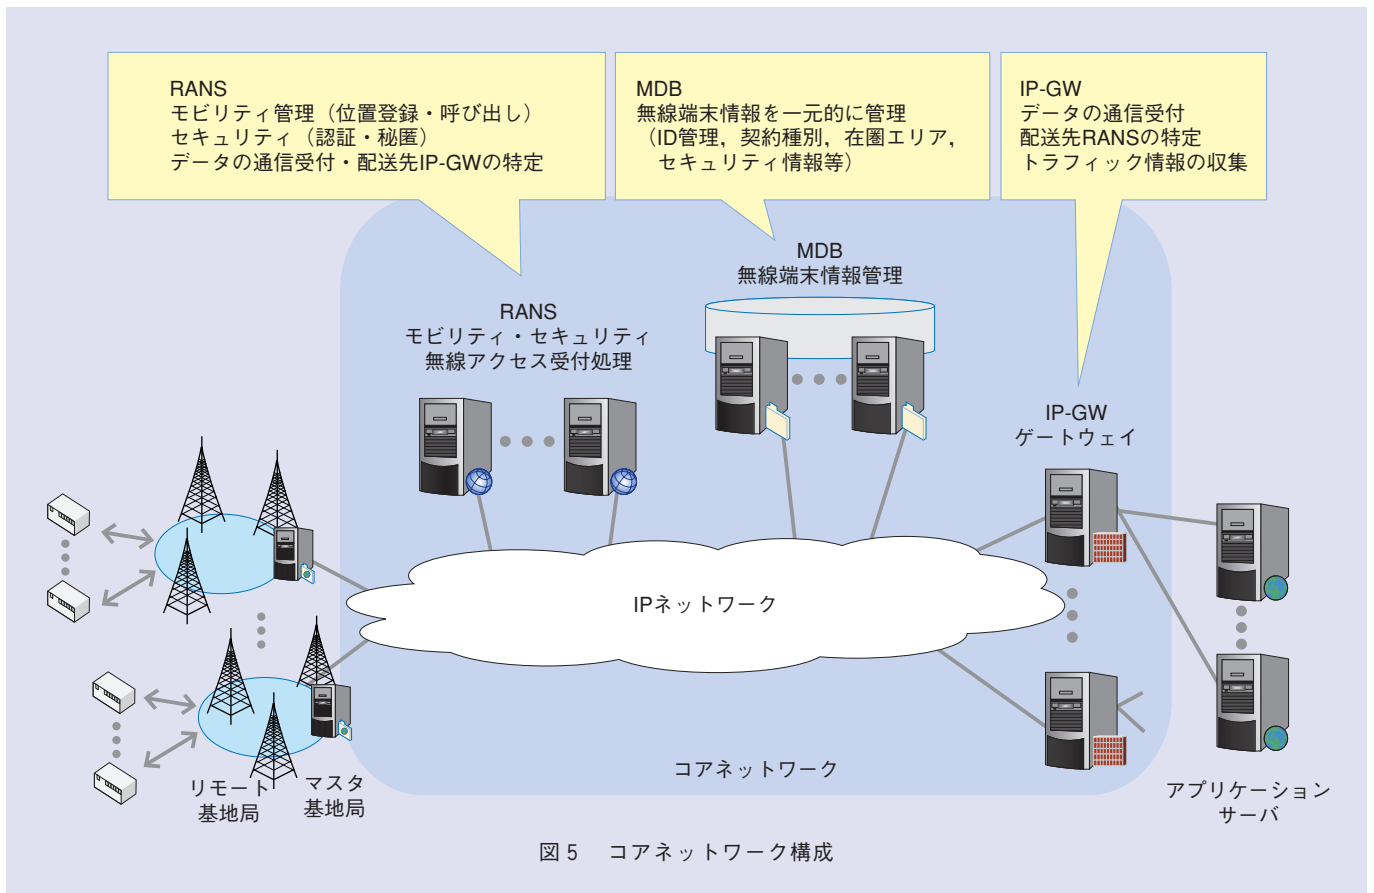 RANS
モビリティ管理（位置登録・呼び出し）
セキュリティ（認証・秘匿）
データの通信受付・配送先IP-GWの特定
MDB
無線端末情報を一元的に管理
（ID管理，契約種別，在圏エリア，
セキュリティ情報等）
IP-GW
データの通信受付
配送先RANSの特定
トラフィック情報の収集
MDB
無線端末情報管理
RANS
モビリティ・セキュリティ
無線アクセス受付処理
IP-GW
ゲートウェイ
IPネットワーク
コアネットワーク
リモート
基地局
マスタ
基地局
アプリケーション
サーバ
図5　コアネットワーク構成